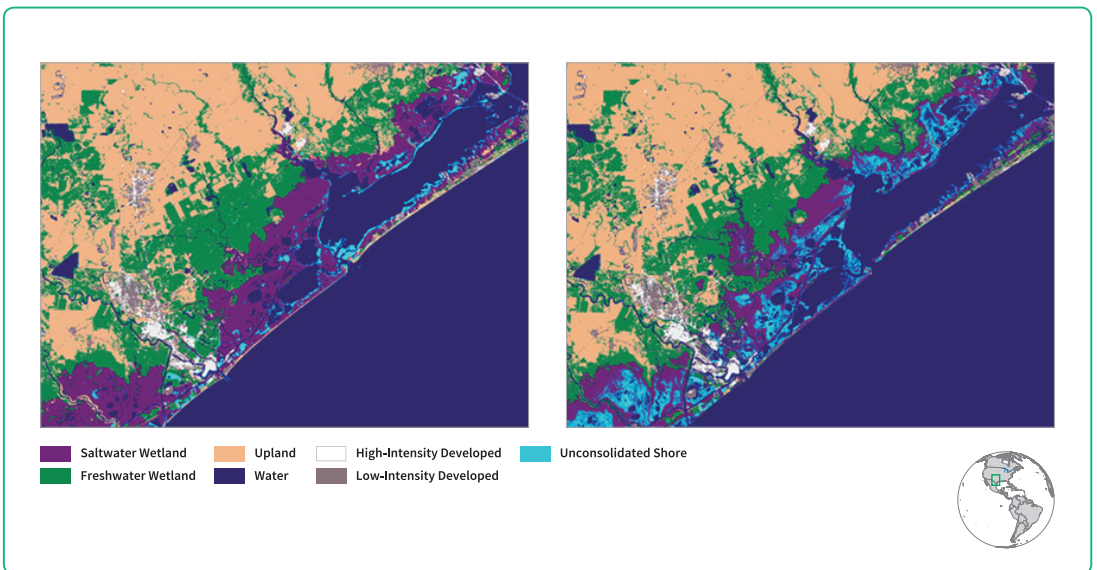 Saltwater Wetland
Upland
High-Intensity Developed
Unconsolidated Shore
Freshwater Wetland
Water
Low-Intensity Developed